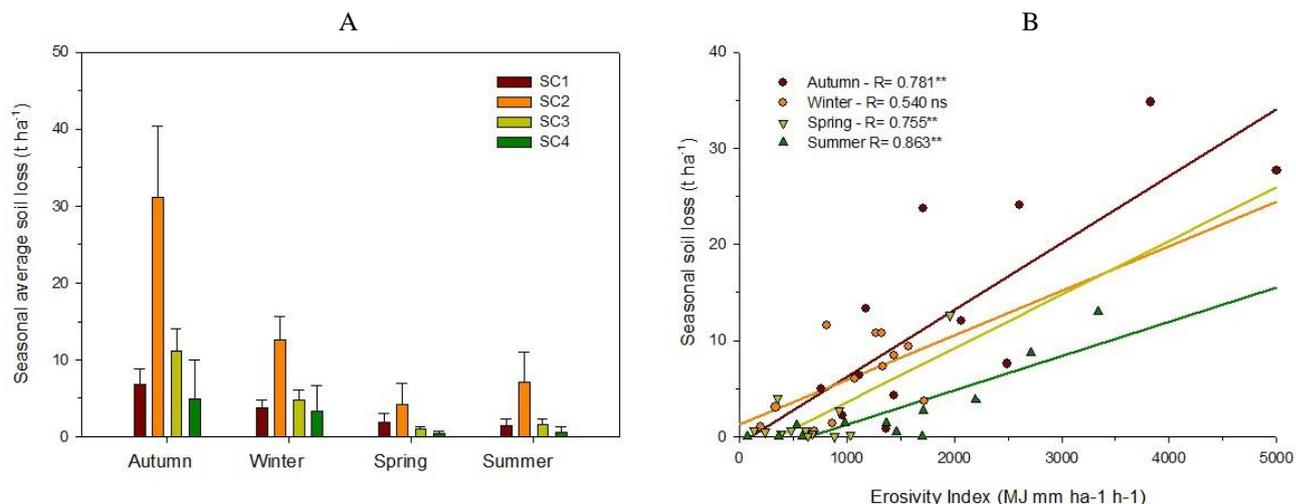 A
Seasonal average soil loss (t ha-1)
50
40
30
20
10
0
SC1
SC2
SC3
SC4
Autumn
Winter
Spring
Summer
B
Seasonal soil loss (t ha-1)
40
30
20
10
0
Autumn - R= 0.781**
Winter - R= 0.540 ns
Spring - R= 0.755**
Summer R= 0.863**
0
1000
2000
3000
4000
5000
Erosivity Index (MJ mm ha-1 h-1)